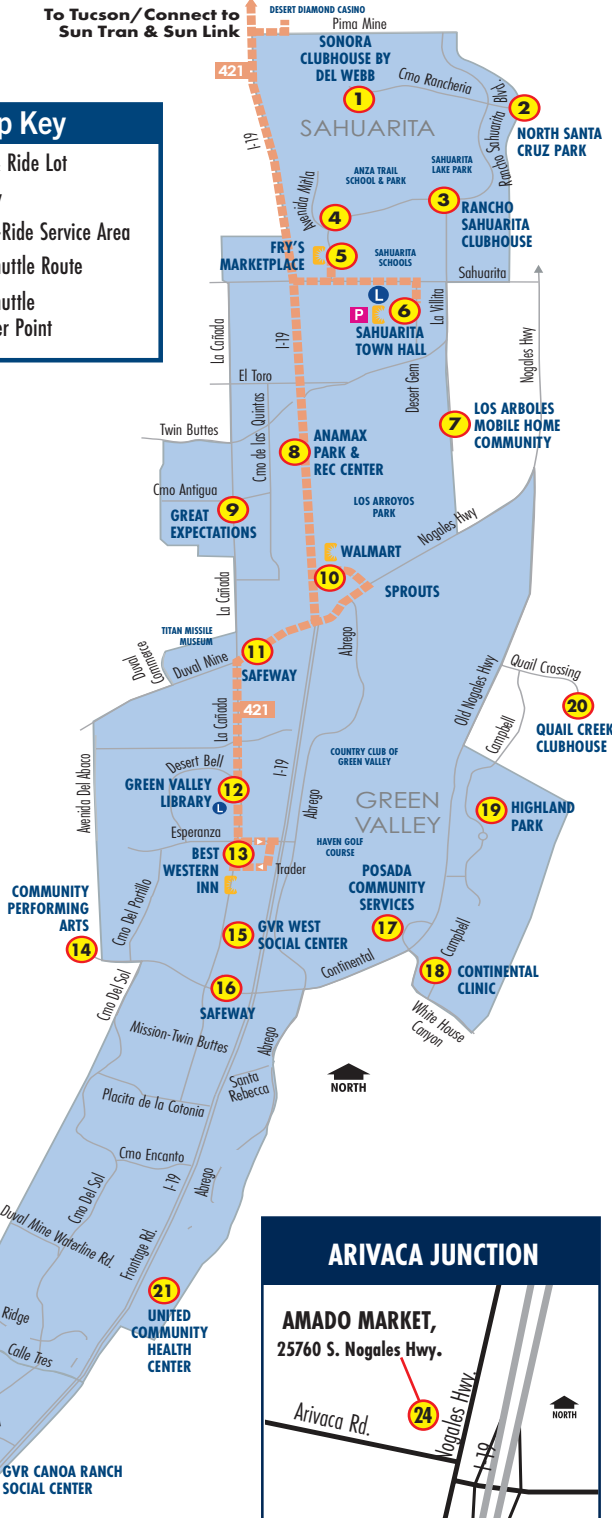 To Tucson/Connect to
Sun Tran & Sun Link
DESERT DIAMOND CASINO
Pima Mine
421
I-19
SONORA
CLUBHOUSE BY
DEL WEBB
1
Cmo Rancheria
2
NORTH SANTA
CRUZ PARK
Rancho Sahuarita Blvd.
SAHUARITA
p Key
Ride Lot
-Ride Service Area
uttle Route
uttle
er Point
ANZA TRAIL
SCHOOL & PARK
SAHUARITA
LAKE PARK
Avenida Mitla
3
RANCHO
SAHUARITA
CLUBHOUSE
4
FRY'S
MARKETPLACE
5
SAHUARITA
SCHOOLS
Sahuarita
L
P
6
SAHUARITA
TOWN HALL
La Villita
La Cañada
I-19
Nogales Hwy
El Toro
Desert Gem
Cmo de las Quintas
Twin Buttes
7
LOS ARBOLES
MOBILE HOME
COMMUNITY
8
ANAMAX
PARK &
REC CENTER
Cmo Antigua
9
GREAT
EXPECTATIONS
LOS ARROYOS
PARK
Nogales Hwy
WALMART
10
SPROUTS
La Cañada
Abrego
TITAN MISSILE
MUSEUM
Duval
Commerce
Duval Mine
11
SAFEWAY
Old Nogales Hwy
Quail Crossing
20
QUAIL CREEK
CLUBHOUSE
Campbell
421
La Cañada
I-19
COUNTRY CLUB OF
GREEN VALLEY
Avenida Del Abaco
Desert Bell
GREEN VALLEY
LIBRARY
12
L
Abrego
GREEN
VALLEY
19
HIGHLAND
PARK
Esperanza
13
BEST
WESTERN
INN
Trader
HAVEN GOLF
COURSE
POSADA
COMMUNITY
SERVICES
17
COMMUNITY
PERFORMING
ARTS
14
Cmo Del Portillo
15
GVR WEST
SOCIAL CENTER
Campbell
Continental
18
CONTINENTAL
CLINIC
16
SAFEWAY
Cmo Del Sol
White House
Canyon
Mission-Twin Buttes
Abrego
NORTH
Santa
Rebecca
Placita de la Cotonia
Cmo Encanto
I-19
Abrego
Cmo Del Sol
Duval Mine Waterline Rd.
Frontage Rd.
21
UNITED
COMMUNITY
HEALTH
CENTER
Ridge
Calle Tres
GVR CANOA RANCH
SOCIAL CENTER
ARIVACA JUNCTION
AMADO MARKET,
25760 S. Nogales Hwy.
24
Arivaca Rd.
Nogales Hwy.
I-19
NORTH